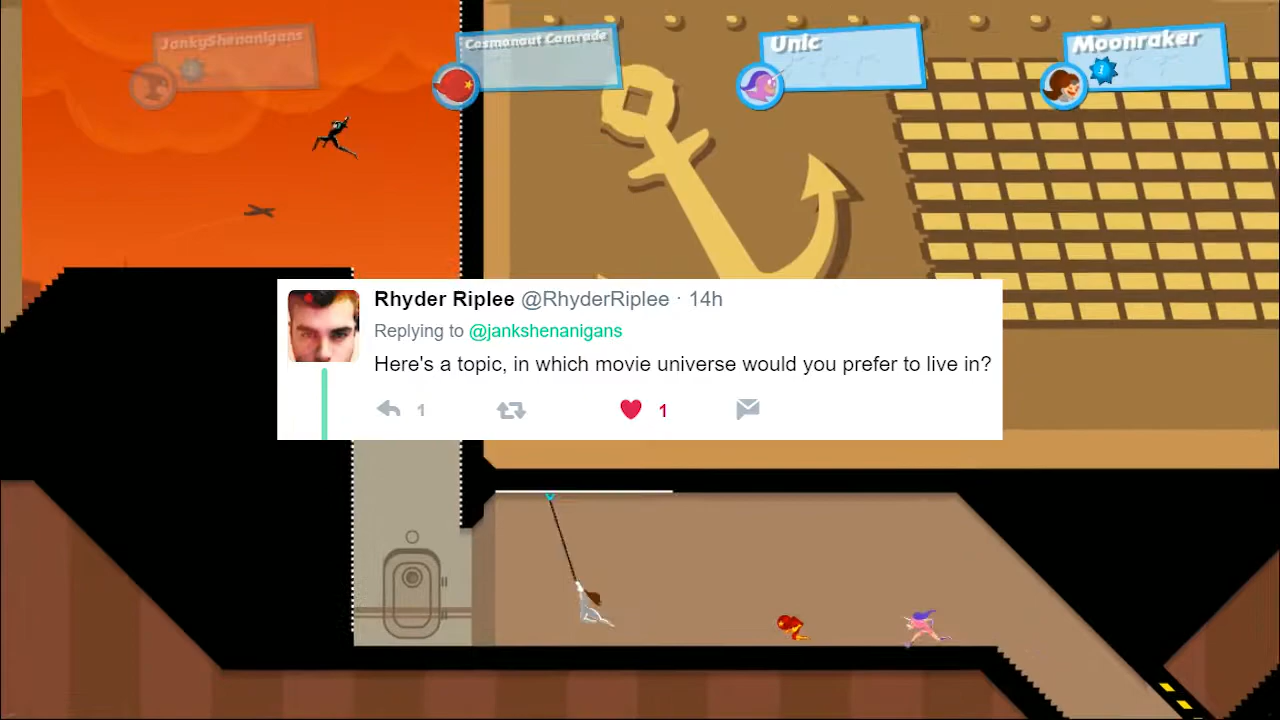 JankyShenanigans
Cosmonaut Comrade
Unic
Moonraker
1
Rhyder Riplee @RhyderRiplee · 14h
Replying to @jankshenanigans
Here's a topic, in which movie universe would you prefer to live in?
1 1